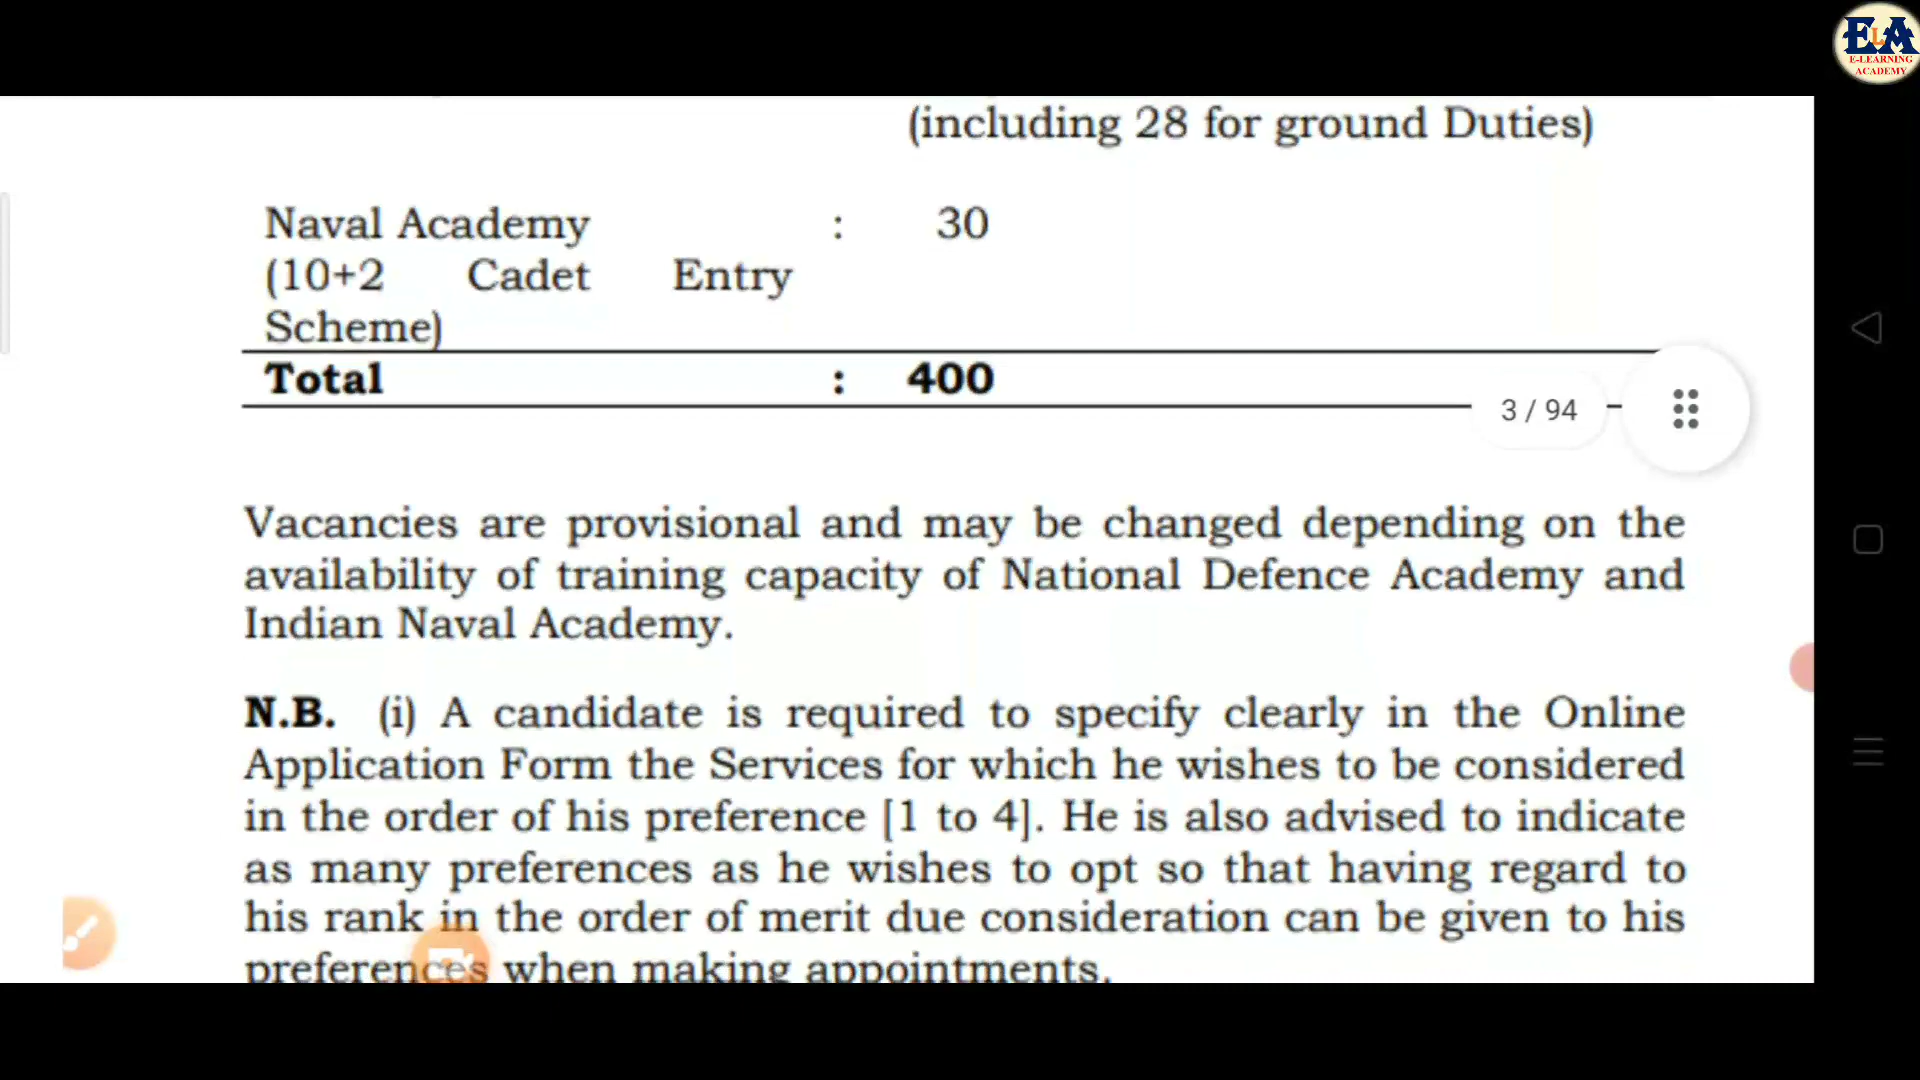 ELA
E-LEARNING
ACADEMY
(including 28 for ground Duties)
Naval Academy : 30
(10+2 Cadet Entry
Scheme)
Total : 400
3 / 94
Vacancies are provisional and may be changed depending on the
availability of training capacity of National Defence Academy and
Indian Naval Academy.
N.B. (i) A candidate is required to specify clearly in the Online
Application Form the Services for which he wishes to be considered
in the order of his preference [1 to 4]. He is also advised to indicate
as many preferences as he wishes to opt so that having regard to
his rank in the order of merit due consideration can be given to his
preferences when making appointments.